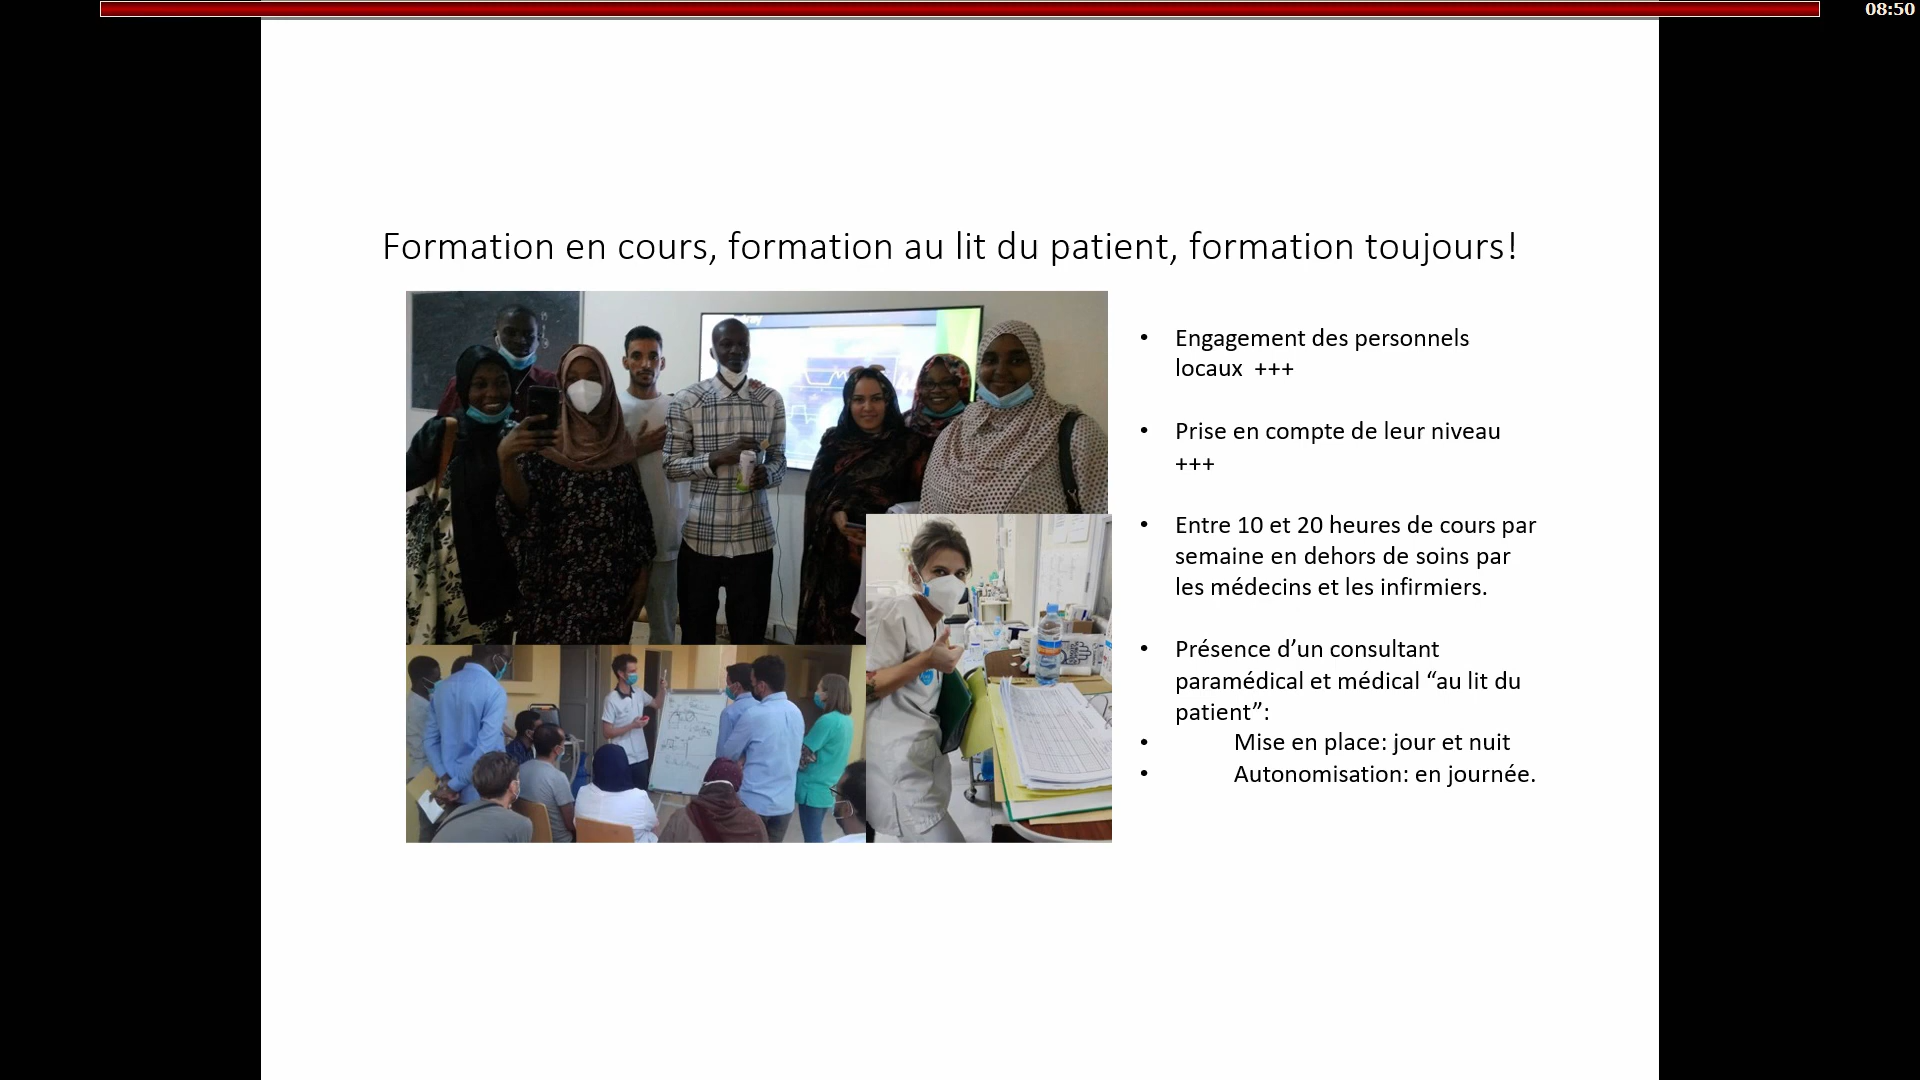 08:50
Formation en cours, formation au lit du patient, formation toujours!
• Engagement des personnels
locaux +++
• Prise en compte de leur niveau
+++
• Entre 10 et 20 heures de cours par
semaine en dehors de soins par
les médecins et les infirmiers.
• Présence d’un consultant
paramédical et médical “au lit du
patient”:
• Mise en place: jour et nuit
• Autonomisation: en journée.